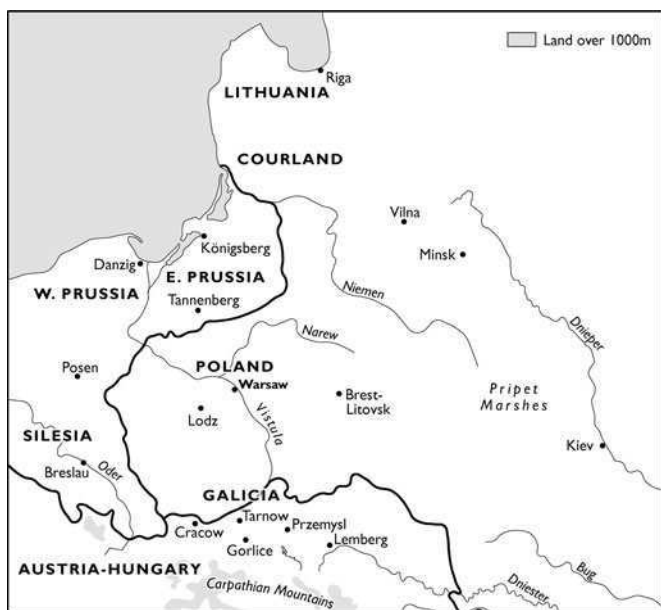 Land over 1000m
Riga
LITHUANIA
COURLAND
Vilna
Königsberg
Minsk
Danzig
E. PRUSSIA
W. PRUSSIA
Niemen
Tannenberg
Dnieper
Narew
POLAND
Posen
Warsaw
Pripet
Marshes
Brest-
Litovsk
Lodz
Vistula
SILESIA
Kiev
Oder
Breslau
GALICIA
Tarnow
Przemysl
Cracow
Lemberg
Gorlice
Bug
AUSTRIA-HUNGARY
Dniester
Carpathian Mountains